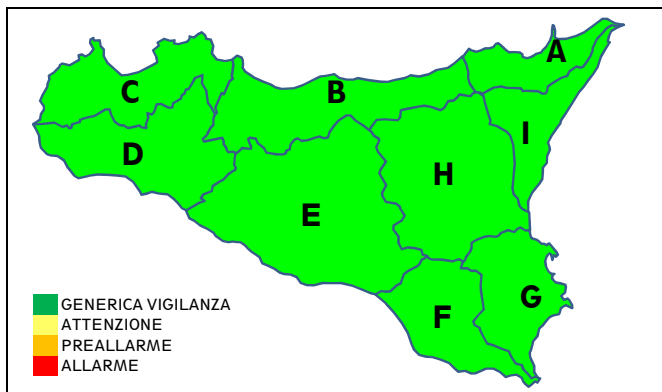 A
B
C
I
D
H
E
G
F
GENERICA VIGILANZA
ATTENZIONE
PREALLARME
ALLARME